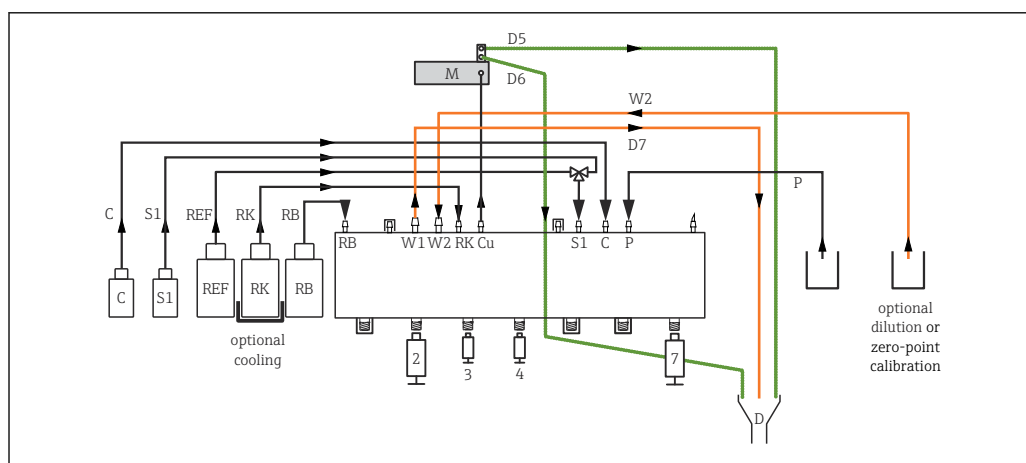 D5
M
D6
W2
D7
P
C
S1
REF
RK
RB
RB
W1
W2
RK
Cu
S1
C
P
C
S1
REF
RK
RB
optional
cooling
2
3
4
7
optional
dilution or
zero-point
calibration
D